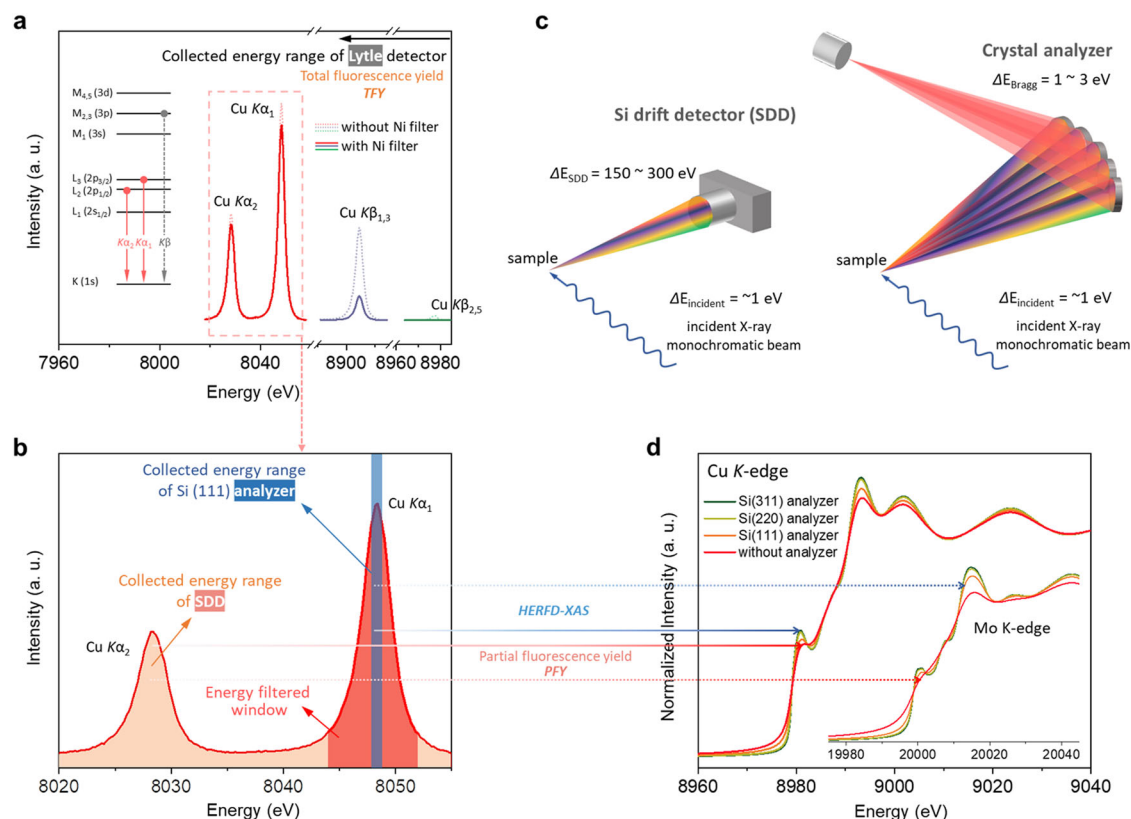 a
Collected energy range of Lytle detector
Total fluorescence yield
TFY
M4,5 (3d)
M2,3 (3p)
M1 (3s)
L3 (2p3/2)
L2 (2p1/2)
L1 (2s1/2)
Kα2 Kα1 Kβ
K (1s)
Cu Kα1
Cu Kα2
without Ni filter
with Ni filter
Cu Kβ1,3
Cu Kβ2,5
Intensity (a. u.)
7960 8000 8040 8900 8960 8980
Energy (eV)
c
Si drift detector (SDD)
ΔESDD = 150 ~ 300 eV
sample
ΔEincident = ~1 eV
incident X-ray
monochromatic beam
Crystal analyzer
ΔEBragg = 1 ~ 3 eV
sample
ΔEincident = ~1 eV
incident X-ray
monochromatic beam
b
Collected energy range
of Si (111) analyzer
Cu Kα1
Collected energy range
of SDD
Cu Kα2
Energy filtered
window
Intensity (a. u.)
8020 8030 8040 8050
Energy (eV)
HERFD-XAS
Partial fluorescence yield
PFY
d
Cu K-edge
Si(311) analyzer
Si(220) analyzer
Si(111) analyzer
without analyzer
Mo K-edge
Normalized Intensity (a. u.)
19980 20000 20020 20040
8960 8980 9000 9020 9040
Energy (eV)